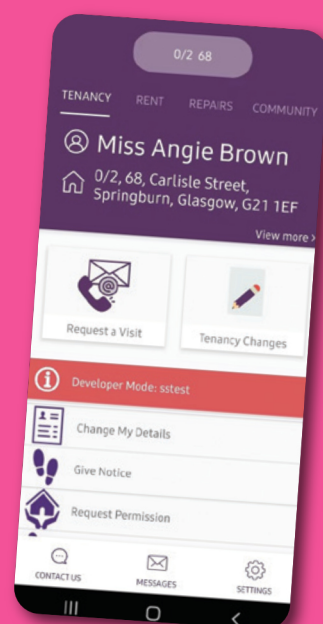 0/2 68
TENANCY RENT REPAIRS COMMUNITY
Miss Angie Brown
0/2, 68, Carlisle Street,
Springburn, Glasgow, G21 1EF
View more >
Request a Visit Tenancy Changes
Developer Mode: sstest
Change My Details
Give Notice
Request Permission
CONTACT US MESSAGES SETTINGS